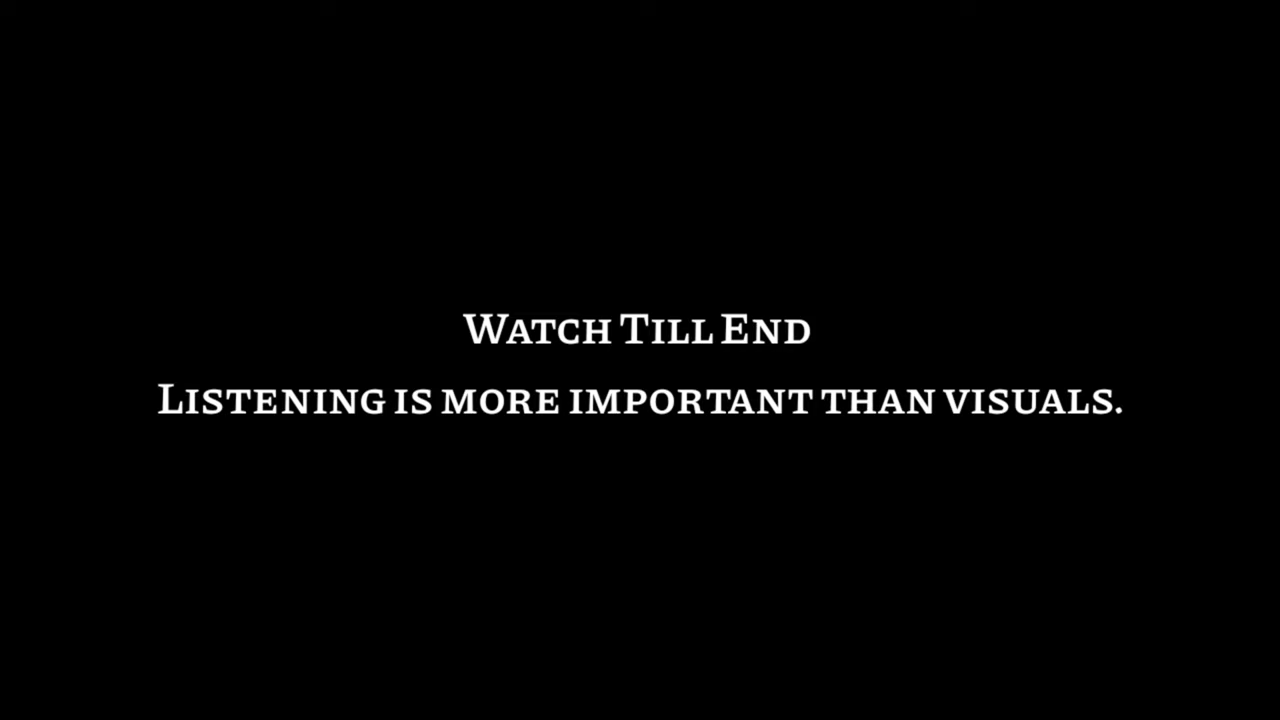 Watch Till End
Listening is more important than visuals.